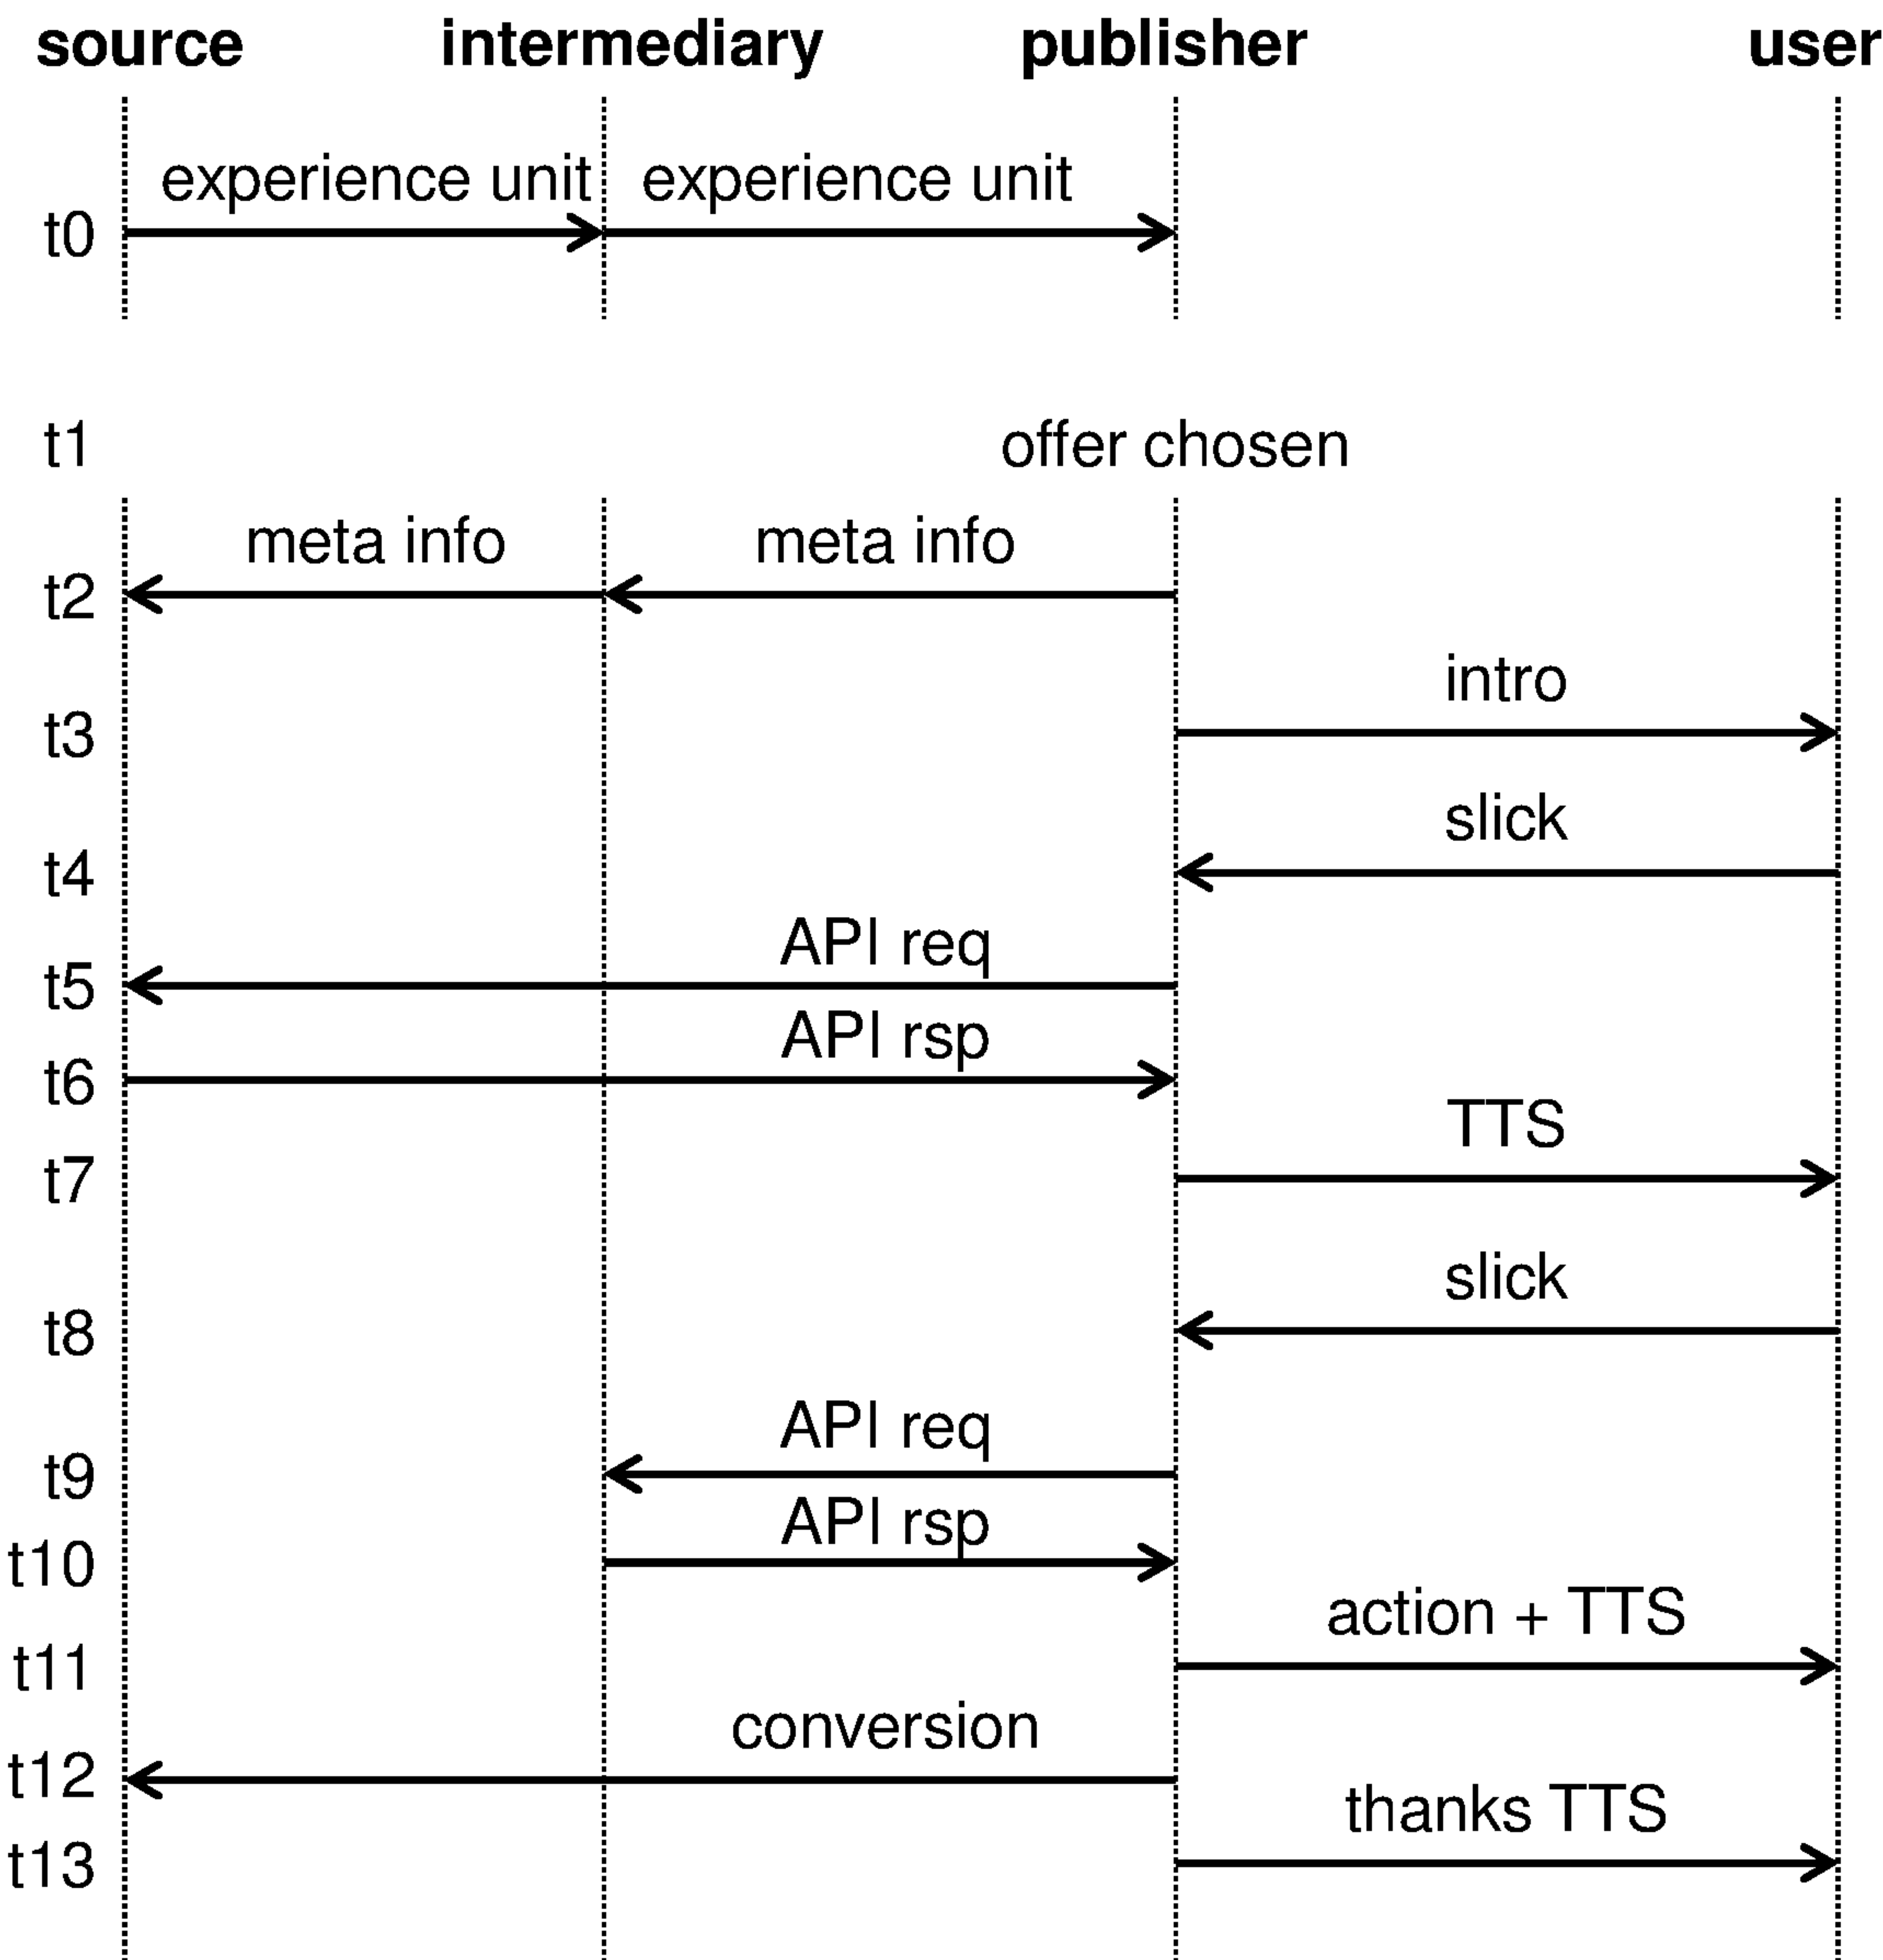 source intermediary publisher user
experience unit experience unit
t0
t1 offer chosen
meta info meta info
t2
intro
t3
slick
t4
API req
t5
API rsp
t6
TTS
t7
slick
t8
API req
t9
API rsp
t10
action + TTS
t11
conversion
t12
thanks TTS
t13